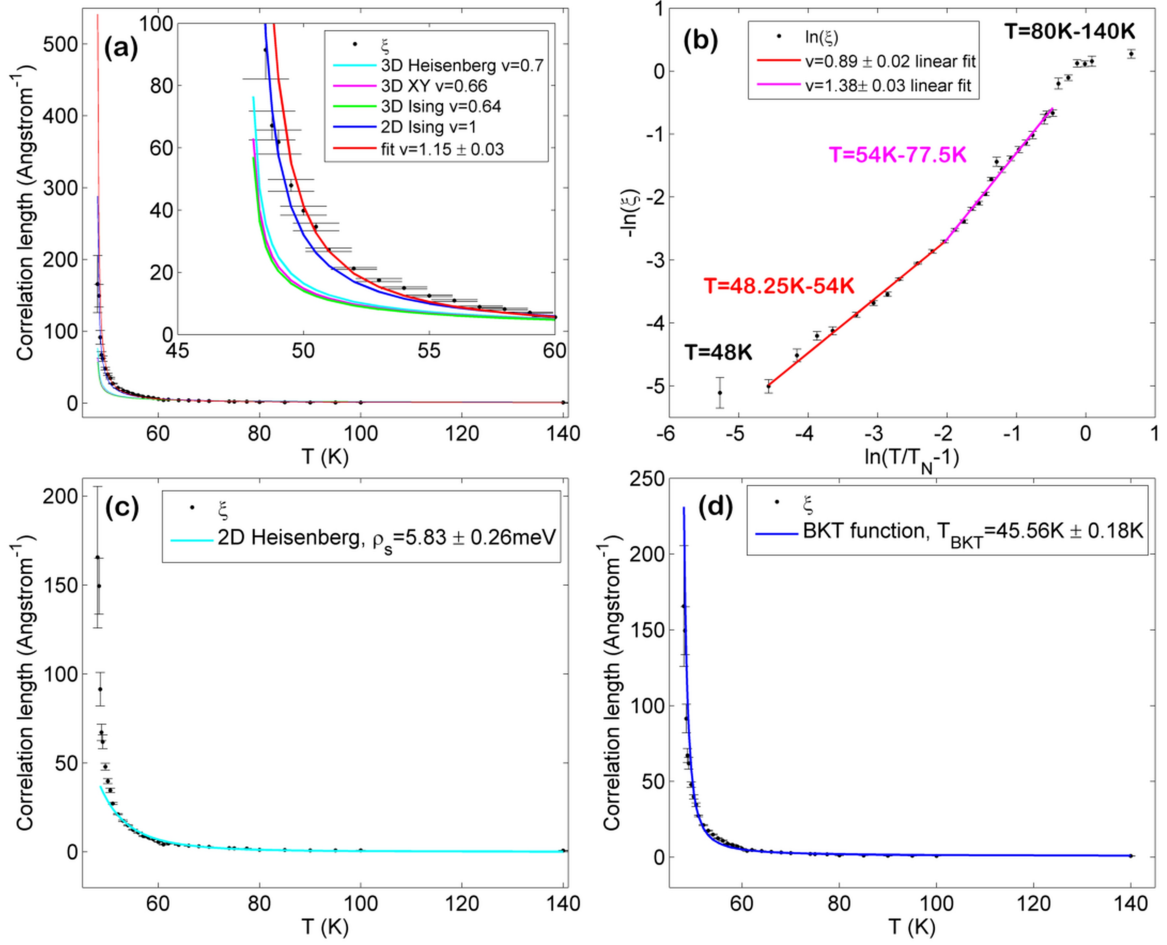 (a)
ξ
3D Heisenberg v=0.7
3D XY v=0.66
3D Ising v=0.64
2D Ising v=1
fit v=1.15 ± 0.03
100
80
60
40
20
0
45
50
55
60
500
400
300
200
100
0
Correlation length (Angstrom⁻¹)
60
80
100
120
140
T (K)
(b)
ln(ξ)
v=0.89 ± 0.02 linear fit
v=1.38± 0.03 linear fit
T=80K-140K
T=54K-77.5K
T=48.25K-54K
T=48K
1
0
-1
-2
-3
-4
-5
-ln(ξ)
-6
-5
-4
-3
-2
-1
0
1
ln(T/T_N-1)
(c)
ξ
2D Heisenberg, ρ_s=5.83 ± 0.26meV
200
150
100
50
0
Correlation length (Angstrom⁻¹)
60
80
100
120
140
T (K)
(d)
ξ
BKT function, T_BKT=45.56K ± 0.18K
250
200
150
100
50
0
Correlation length (Angstrom⁻¹)
60
80
100
120
140
T (K)